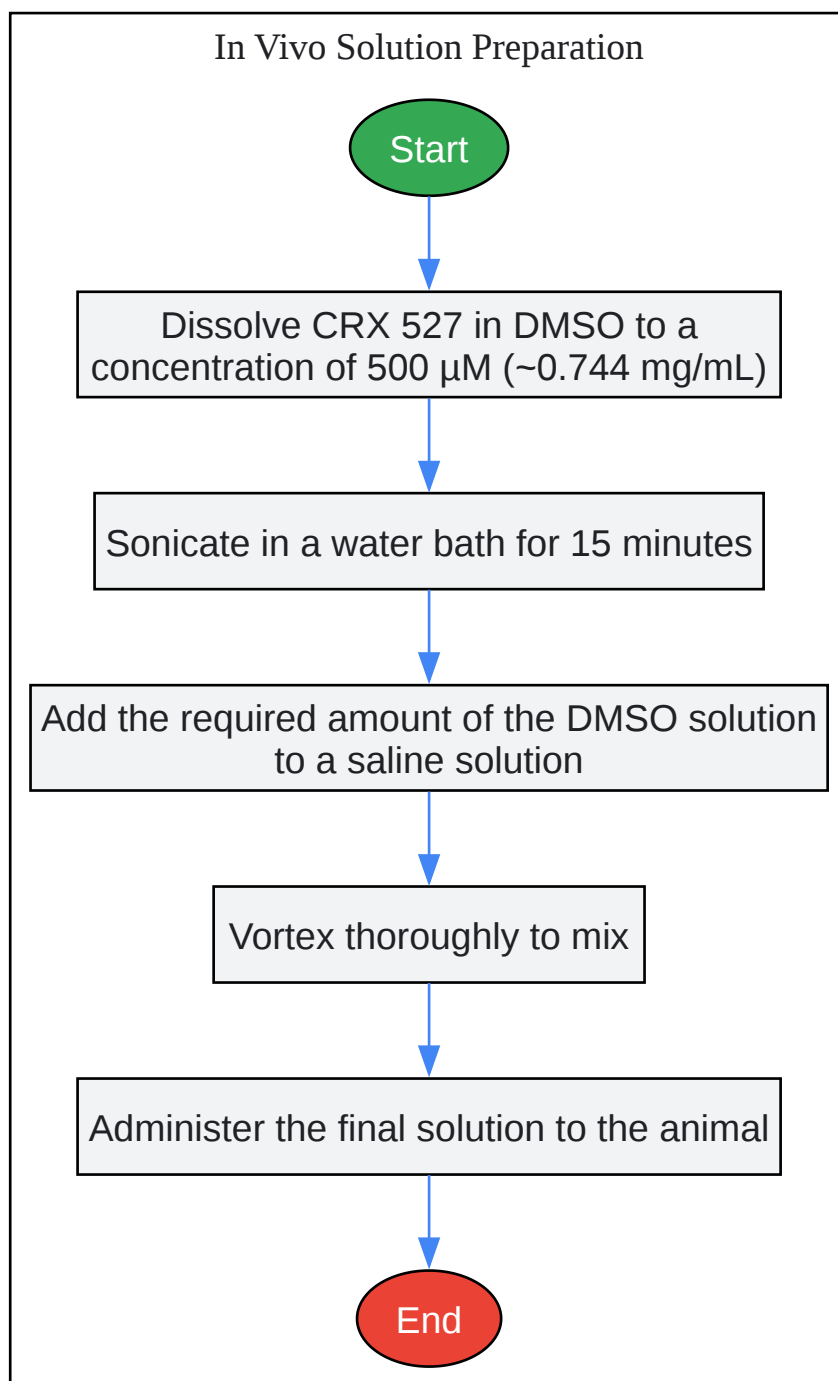 In Vivo Solution Preparation
Start
Dissolve CRX 527 in DMSO to a
concentration of 500 µM (~0.744 mg/mL)
Sonicate in a water bath for 15 minutes
Add the required amount of the DMSO solution
to a saline solution
Vortex thoroughly to mix
Administer the final solution to the animal
End